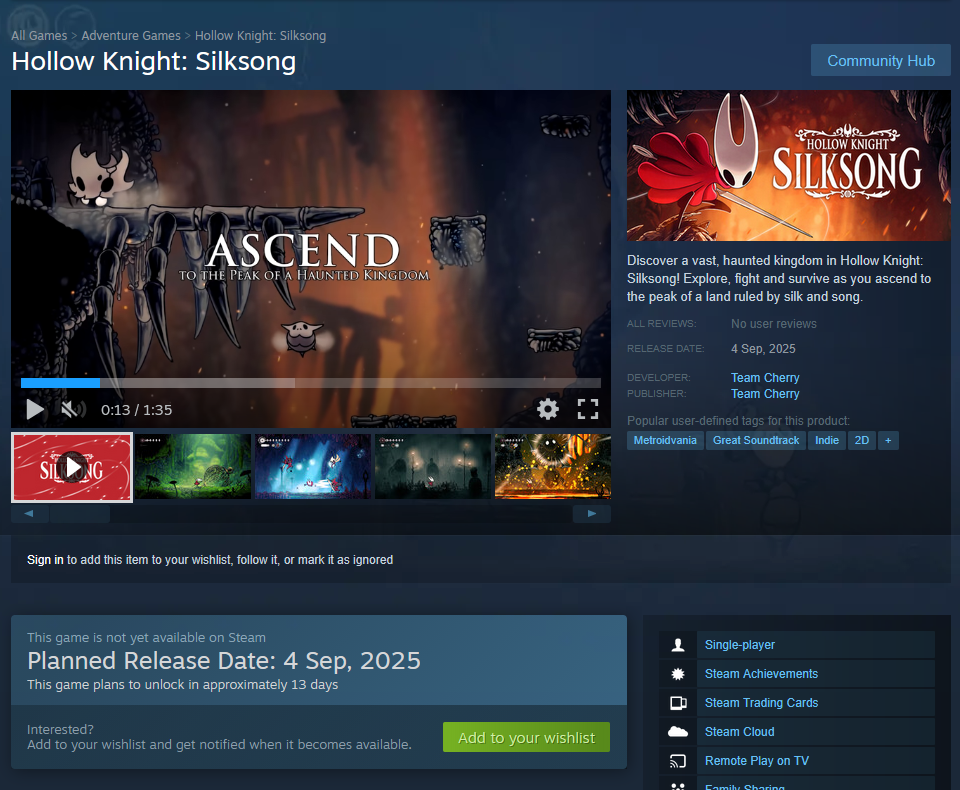 All Games > Adventure Games > Hollow Knight: Silksong
Hollow Knight: Silksong
Community Hub
ASCEND
TO THE PEAK OF A HAUNTED KINGDOM
0:13 / 1:35
SILKSONG
HOLLOW KNIGHT
SILKSONG
Discover a vast, haunted kingdom in Hollow Knight:
Silksong! Explore, fight and survive as you ascend to
the peak of a land ruled by silk and song.
ALL REVIEWS: No user reviews
RELEASE DATE: 4 Sep, 2025
DEVELOPER: Team Cherry
PUBLISHER: Team Cherry
Popular user-defined tags for this product:
Metroidvania Great Soundtrack Indie 2D +
Sign in to add this item to your wishlist, follow it, or mark it as ignored
This game is not yet available on Steam
Planned Release Date: 4 Sep, 2025
This game plans to unlock in approximately 13 days
Interested?
Add to your wishlist and get notified when it becomes available.
Add to your wishlist
Single-player
Steam Achievements
Steam Trading Cards
Steam Cloud
Remote Play on TV
Family Sharing